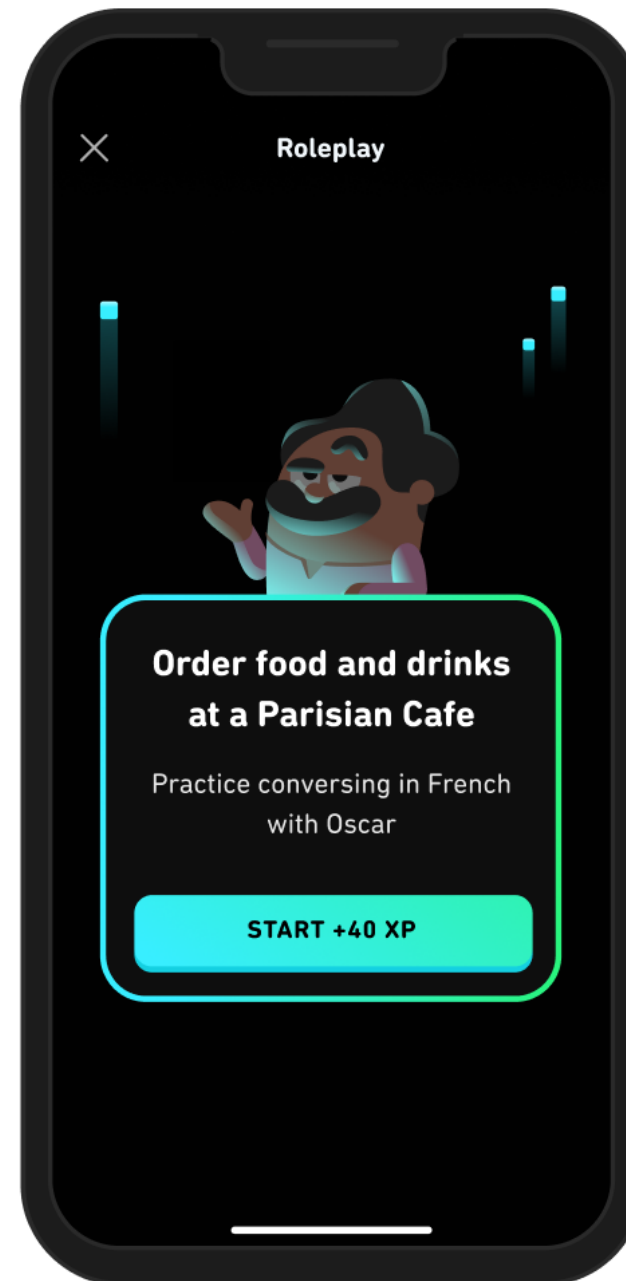 Roleplay
Order food and drinks
at a Parisian Cafe
Practice conversing in French
with Oscar
START +40 XP